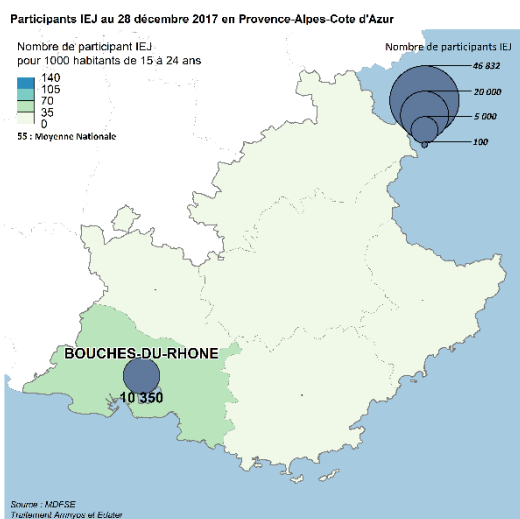 Participants IEJ au 28 décembre 2017 en Provence-Alpes-Cote d'Azur
Nombre de participant IEJ
pour 1000 habitants de 15 à 24 ans
140
105
70
35
0
55 : Moyenne Nationale
Nombre de participants IEJ
46 832
20 000
5 000
100
BOUCHES-DU-RHONE
10 350
Source : MDFSE
Traitement Amnyos et Edater